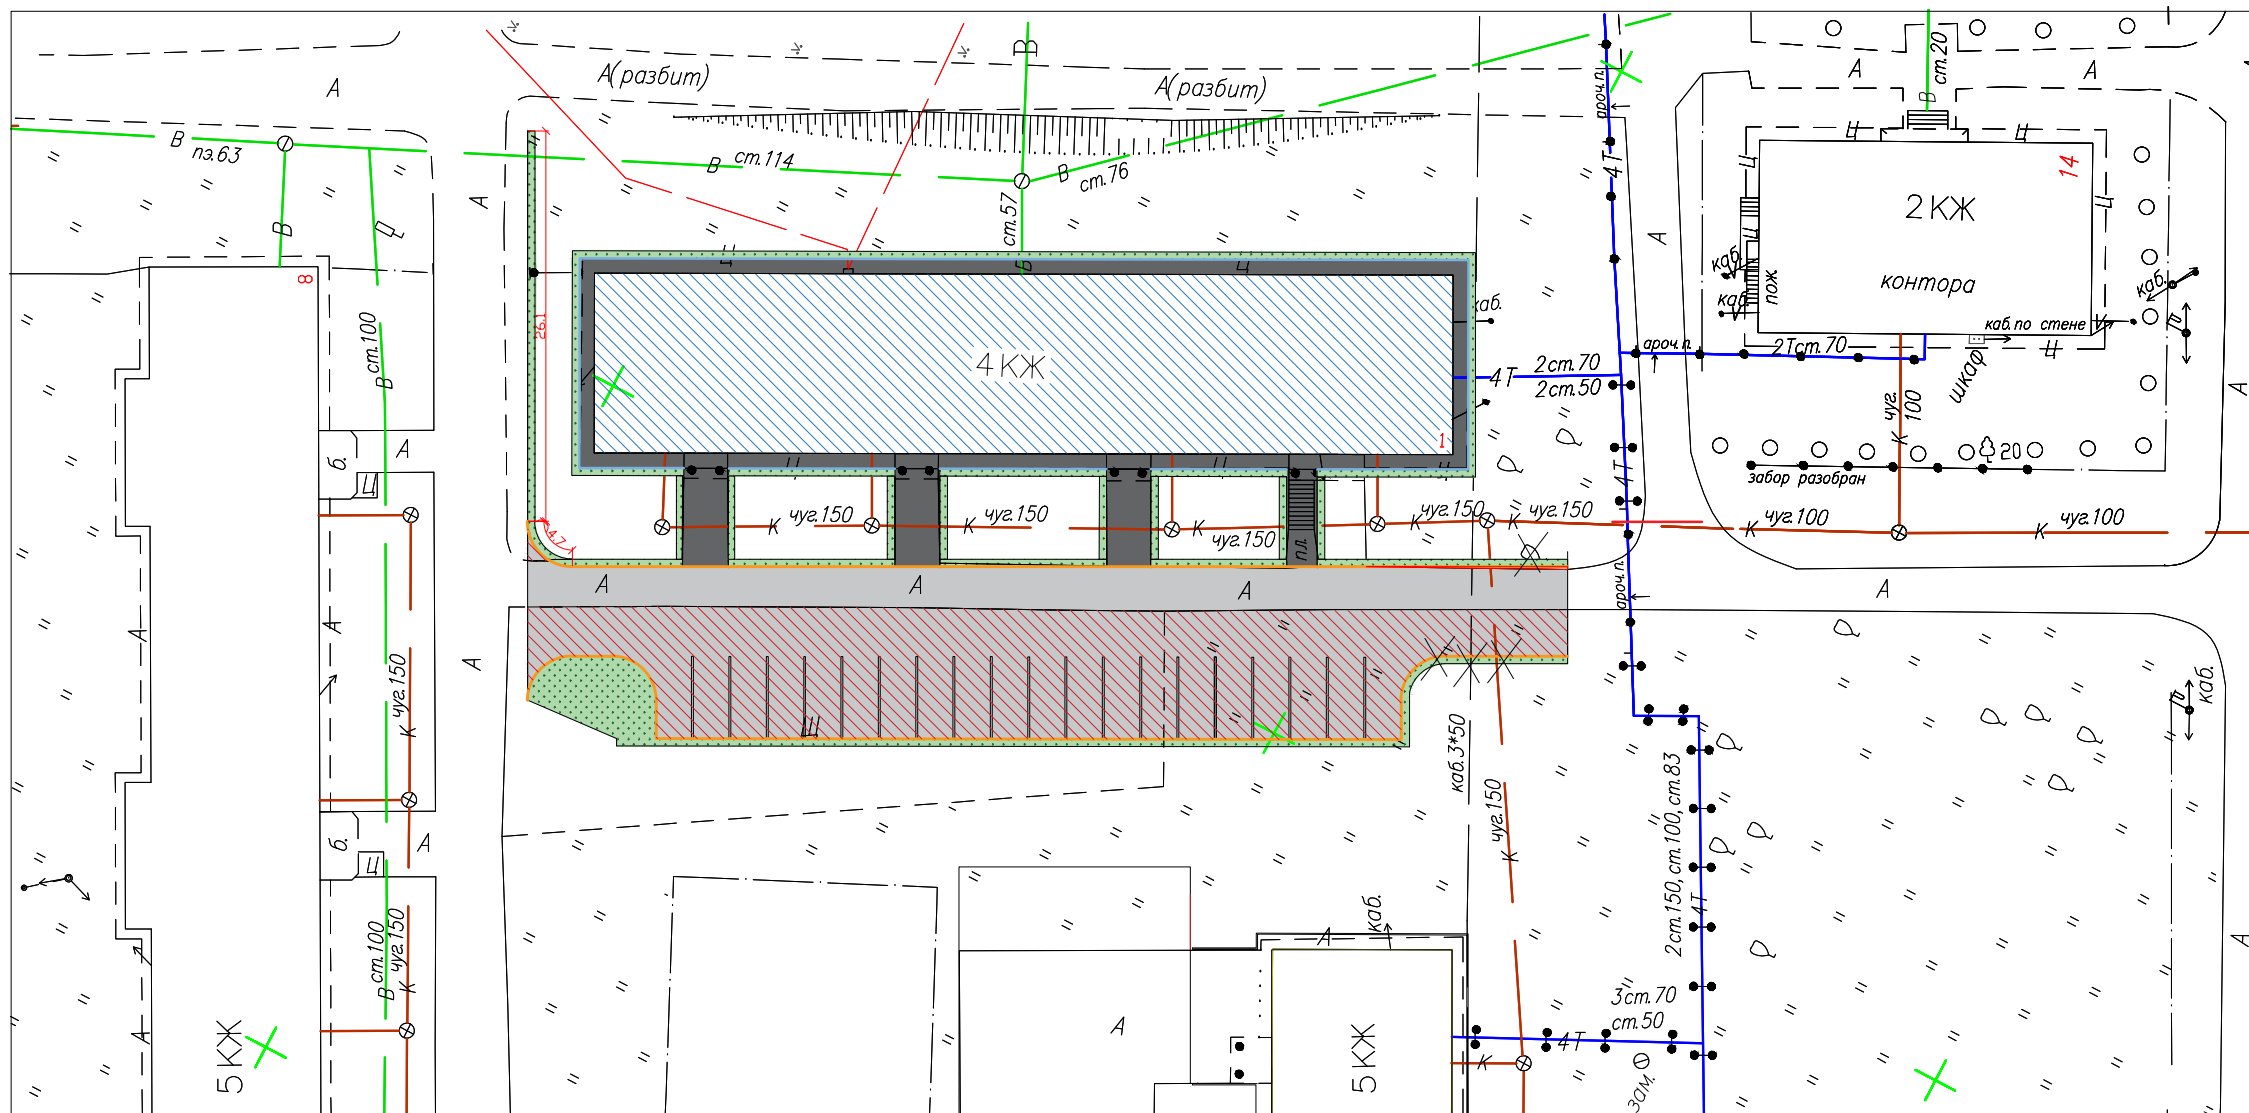 В
ст.20
А
А(разбит)
А(разбит)
А
А
ароч.п.
В
В
пэ.63
В
ст.114
В
ст.76
4Т
Ц
Ц
14
Ц
Ц
2КЖ
А
ст.57
А
В
Ц
Ц
В
8
каб.
каб.
пож
контора
каб.
каб.
26.1
ст.100
В
4КЖ
4Т
2ст.70
2ст.50
ароч.п.
2Тст.70
каб.по стене
Ц
шкаф
А
1
чуг.
100
К
20
забор разобран
б.
А
Ц
4Т
К
чуг.150
К
чуг.150
чуг.150
К
К
чуг.150
К
чуг.150
К
чуг.100
К
чуг.100
4.7
пл.
А
А
А
ароч.п.
А
А
А
А
чуг.150
К
Ш
каб.3*50
чуг.150
К
2ст.150,ст.100,ст.83
4Т
каб.
б.
А
Ц
ст.100
В
чуг.150
К
А
каб.
А
А
А
5КЖ
5КЖ
3ст.70
ст.50
4Т
К
зам.